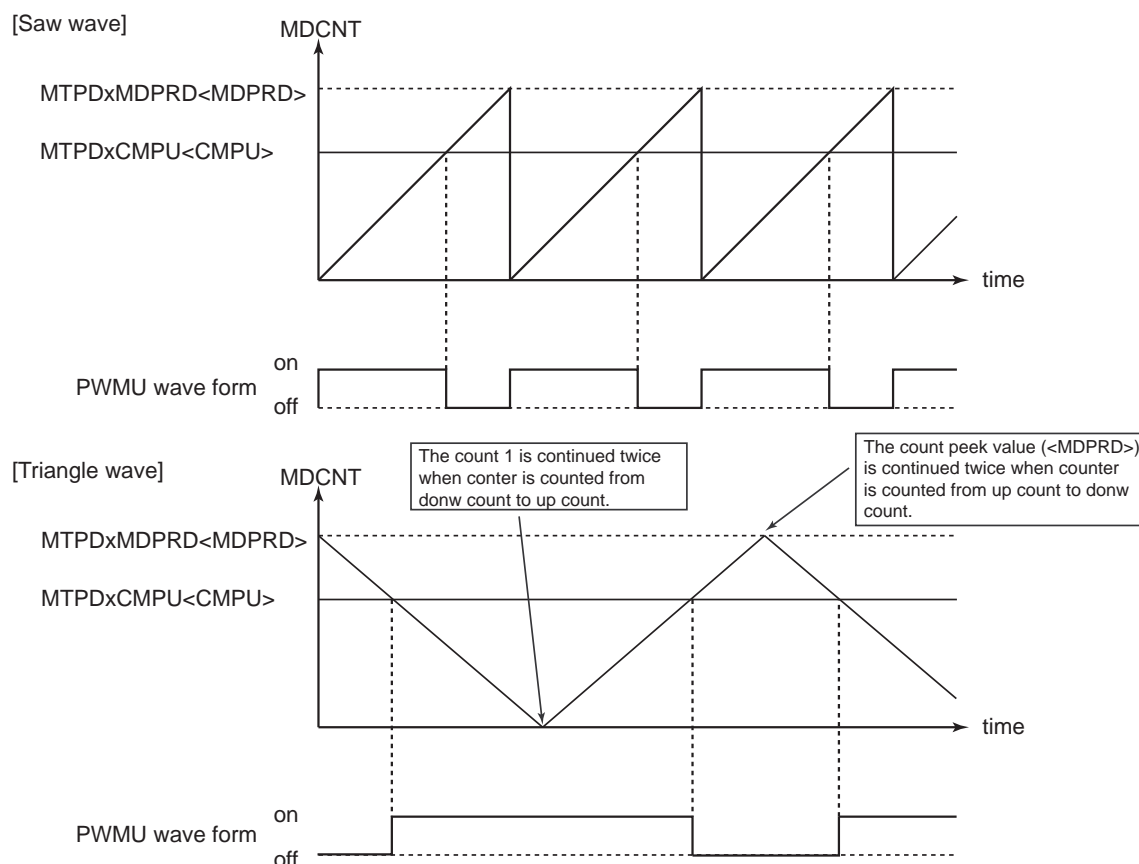 [Saw wave]
MDCNT
MTPDxMDPRD<MDPRD>
MTPDxCMPU<CMPU>
time
on
PWMU wave form
off
[Triangle wave]
MDCNT
The count 1 is continued twice
when conter is counted from
donw count to up count.
The count peek value (<MDPRD>)
is continued twice when counter
is counted from up count to donw
count.
MTPDxMDPRD<MDPRD>
MTPDxCMPU<CMPU>
time
on
PWMU wave form
off